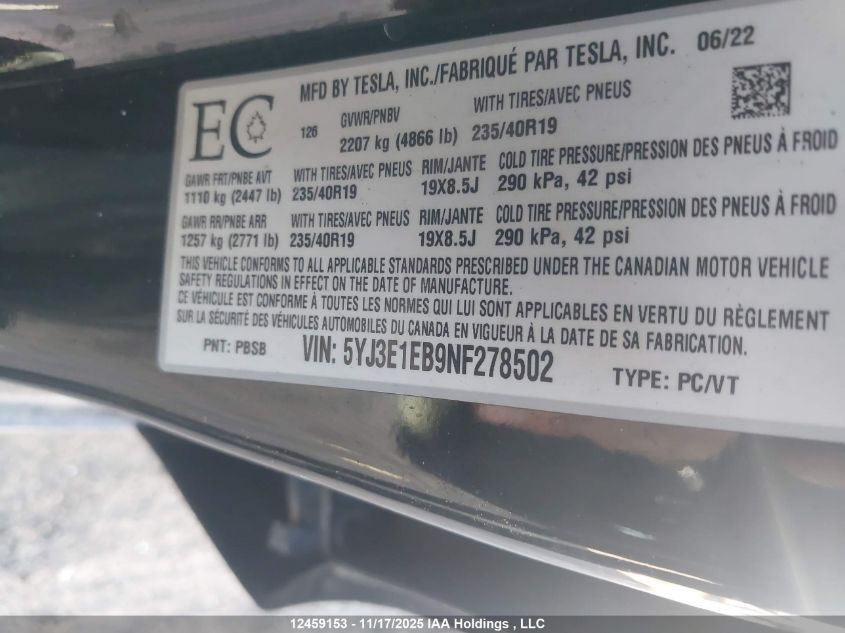 MFD BY TESLA, INC./FABRIQUÉ PAR TESLA, INC. 06/22
EC
126 GVWR/PNBV WITH TIRES/AVEC PNEUS
2207 kg (4866 lb) 235/40R19
GAWR FRT/PNBE AVT WITH TIRES/AVEC PNEUS RIM/JANTE COLD TIRE PRESSURE/PRESSION DES PNEUS À FROID
1110 kg (2447 lb) 235/40R19 19X8.5J 290 kPa, 42 psi
GAWR RR/PNBE ARR WITH TIRES/AVEC PNEUS RIM/JANTE COLD TIRE PRESSURE/PRESSION DES PNEUS À FROID
1257 kg (2771 lb) 235/40R19 19X8.5J 290 kPa, 42 psi
THIS VEHICLE CONFORMS TO ALL APPLICABLE STANDARDS PRESCRIBED UNDER THE CANADIAN MOTOR VEHICLE
SAFETY REGULATIONS IN EFFECT ON THE DATE OF MANUFACTURE.
CE VÉHICULE EST CONFORME À TOUTES LES NORMES QUI LUI SONT APPLICABLES EN VERTU DU RÈGLEMENT
SUR LA SÉCURITÉ DES VÉHICULES AUTOMOBILES DU CANADA EN VIGUEUR À LA DATE DE SA FABRICATION.
PNT: PBSB VIN: 5YJ3E1EB9NF278502 TYPE: PC/VT
12459153 - 11/17/2025 IAA Holdings , LLC